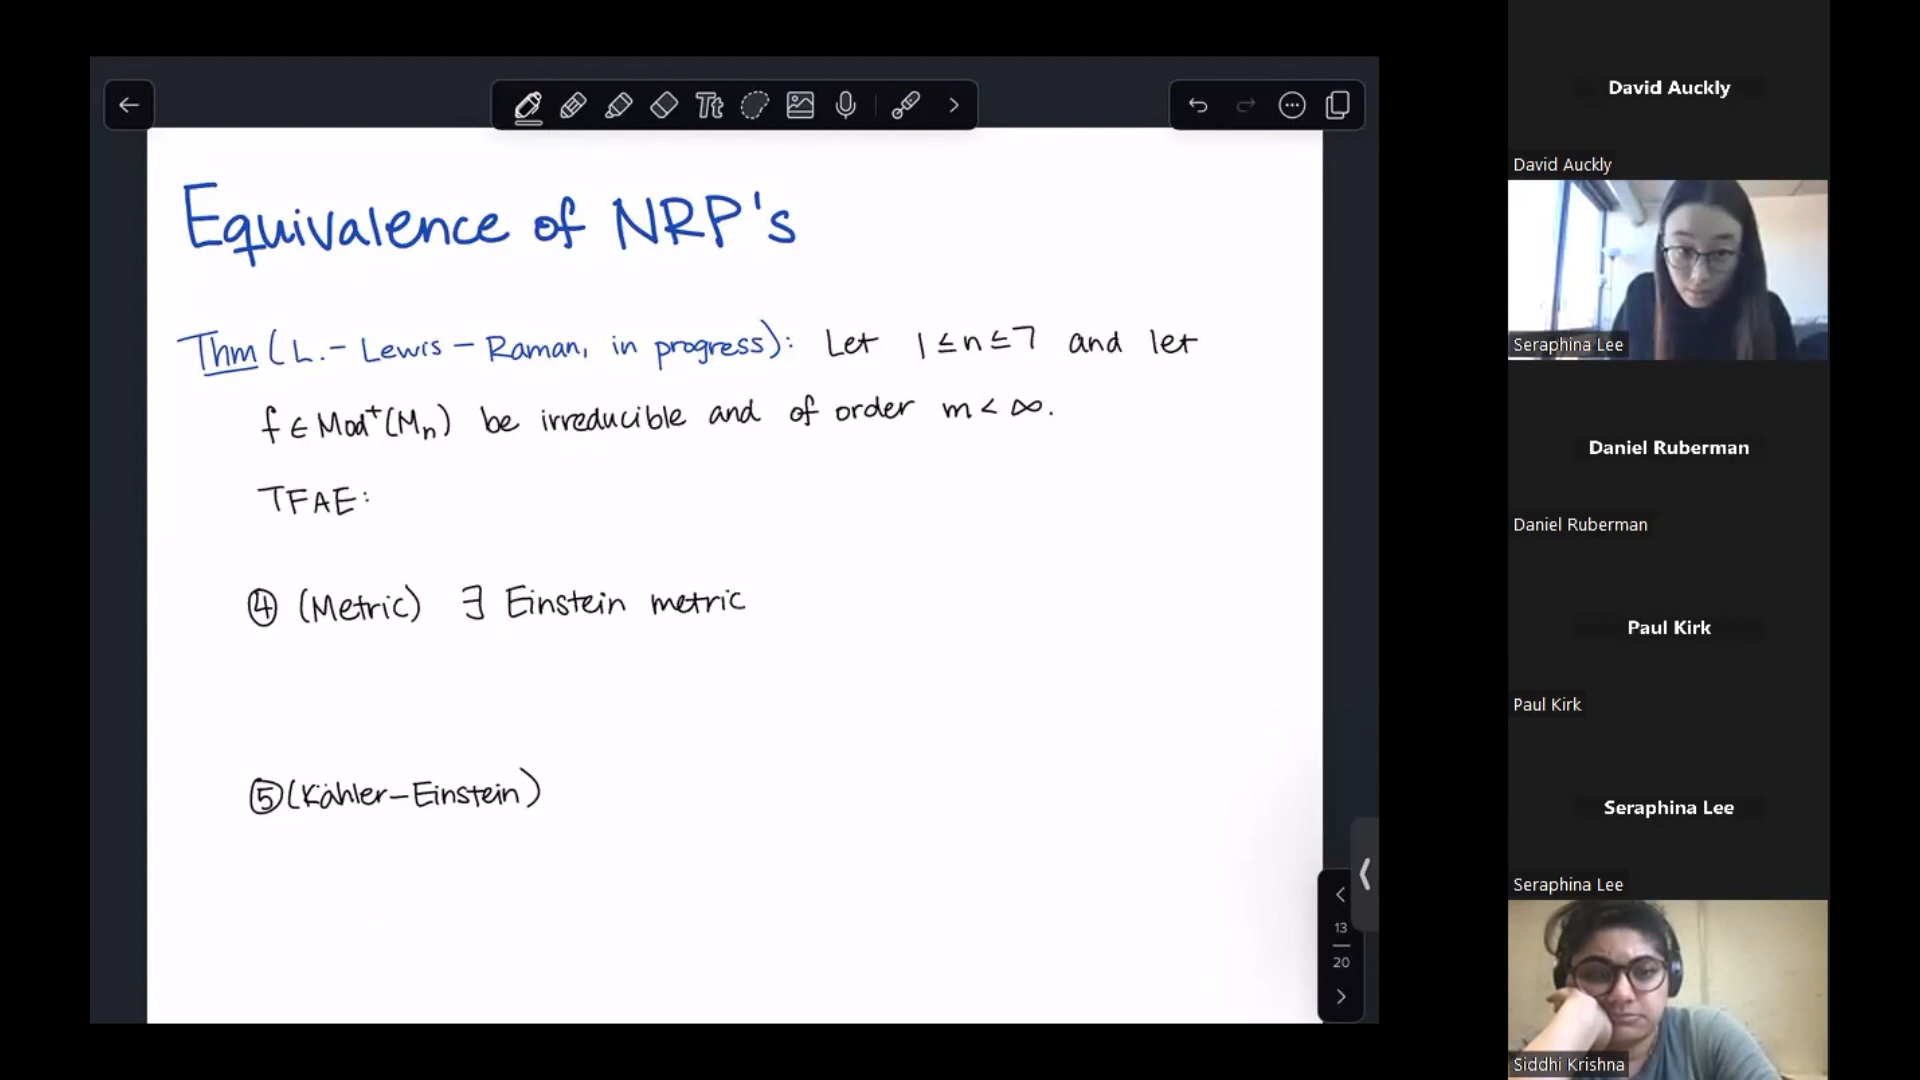 Equivalence of NRP's
Thm (L.- Lewis - Raman, in progress): Let 1 ≤ n ≤ 7 and let
f ∈ Mod⁺(Mₙ) be irreducible and of order m < ∞.
TFAE:
④ (Metric) ∃ Einstein metric
⑤ (Kähler-Einstein)
Tt
13
20
David Auckly
David Auckly
Seraphina Lee
Daniel Ruberman
Daniel Ruberman
Paul Kirk
Paul Kirk
Seraphina Lee
Seraphina Lee
Siddhi Krishna